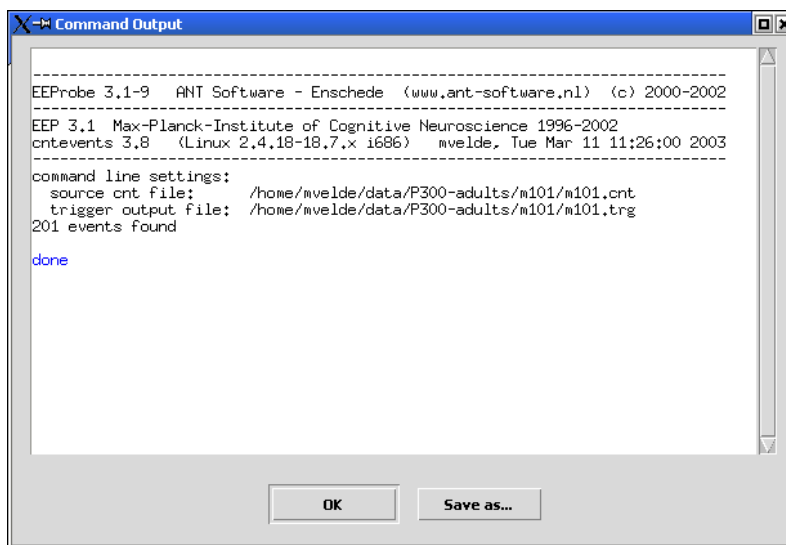 Command Output
--------------------------------------------------------------------------------
EEProbe 3.1-9   ANT Software - Enschede  (www.ant-software.nl)  (c) 2000-2002
--------------------------------------------------------------------------------
EEP 3.1  Max-Planck-Institute of Cognitive Neuroscience 1996-2002
cntevents 3.8   (Linux 2.4.18-18.7.x i686)   mvelde, Tue Mar 11 11:26:00 2003
--------------------------------------------------------------------------------
command line settings:
  source cnt file:      /home/mvelde/data/P300-adults/m101/m101.cnt
  trigger output file:  /home/mvelde/data/P300-adults/m101/m101.trg
201 events found
done
OK   Save as...